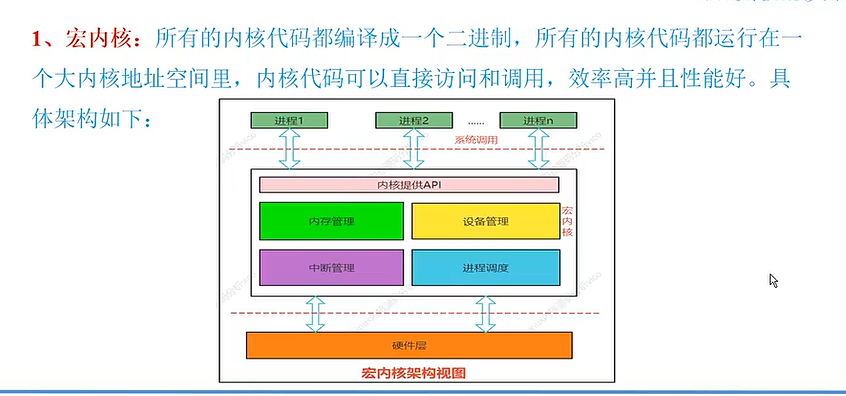 1、宏内核：所有的内核代码都编译成一个二进制，所有的内核代码都运行在一
个大内核地址空间里，内核代码可以直接访问和调用，效率高并且性能好。具
体架构如下：
进程1
进程2
......
进程n
系统调用
内核提供API
内存管理
设备管理
宏内核
中断管理
进程调度
硬件层
宏内核架构视图